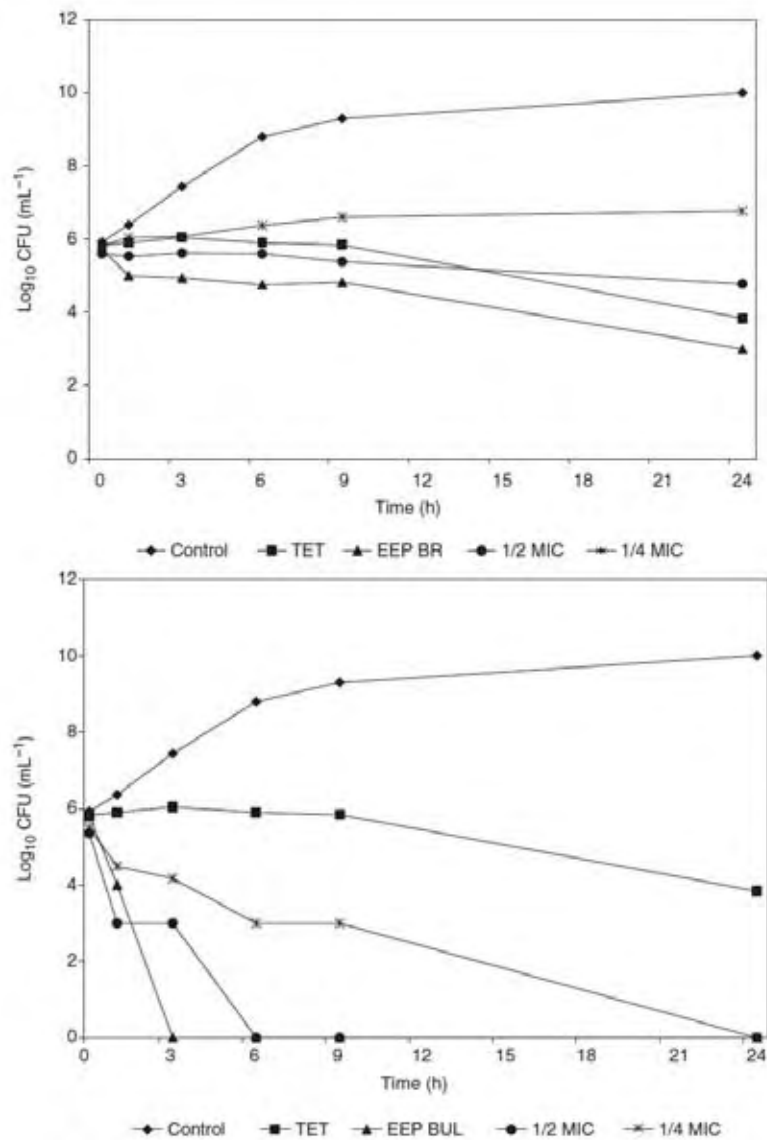 12
10
8
6
4
2
0
Log₁₀ CFU (mL⁻¹)
0 3 6 9 12 15 18 21 24
Time (h)
Control TET EEP BR 1/2 MIC 1/4 MIC
12
10
8
6
4
2
0
Log₁₀ CFU (mL⁻¹)
0 3 6 9 12 15 18 21 24
Time (h)
Control TET EEP BUL 1/2 MIC 1/4 MIC